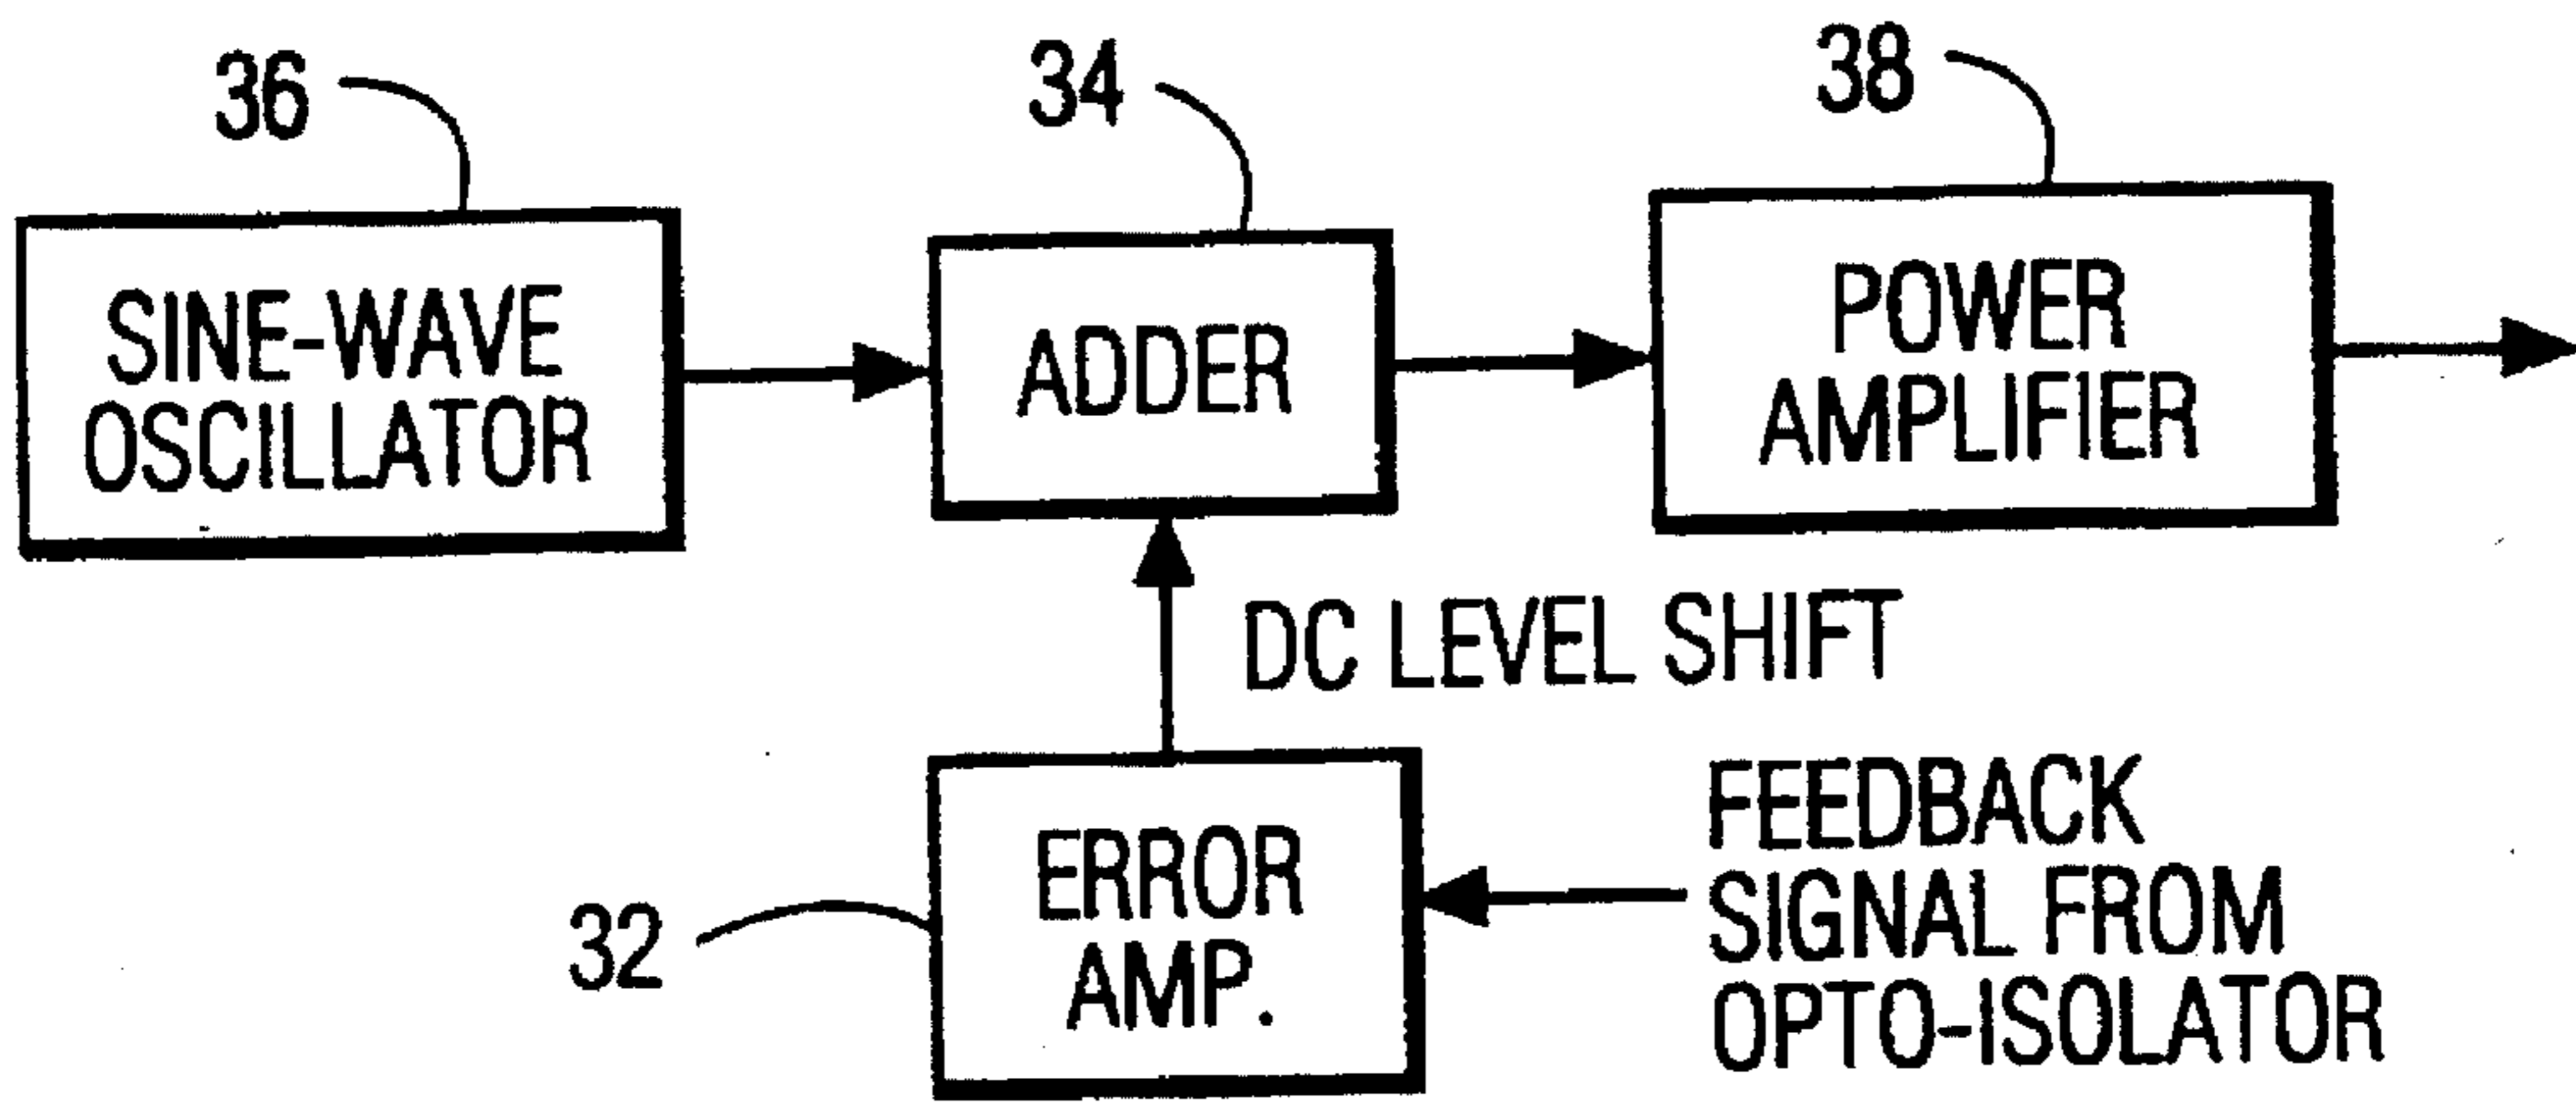 36
34
38
SINE-WAVE
OSCILLATOR
ADDER
POWER
AMPLIFIER
DC LEVEL SHIFT
32
ERROR
AMP.
FEEDBACK
SIGNAL FROM
OPTO-ISOLATOR